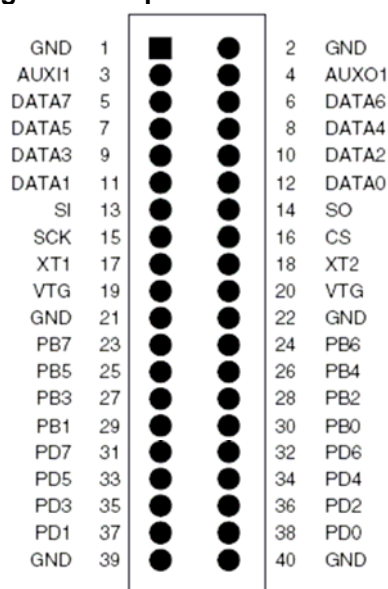 GND 1 2 GND
AUXI1 3 4 AUXO1
DATA7 5 6 DATA6
DATA5 7 8 DATA4
DATA3 9 10 DATA2
DATA1 11 12 DATA0
SI 13 14 SO
SCK 15 16 CS
XT1 17 18 XT2
VTG 19 20 VTG
GND 21 22 GND
PB7 23 24 PB6
PB5 25 26 PB4
PB3 27 28 PB2
PB1 29 30 PB0
PD7 31 32 PD6
PD5 33 34 PD4
PD3 35 36 PD2
PD1 37 38 PD0
GND 39 40 GND